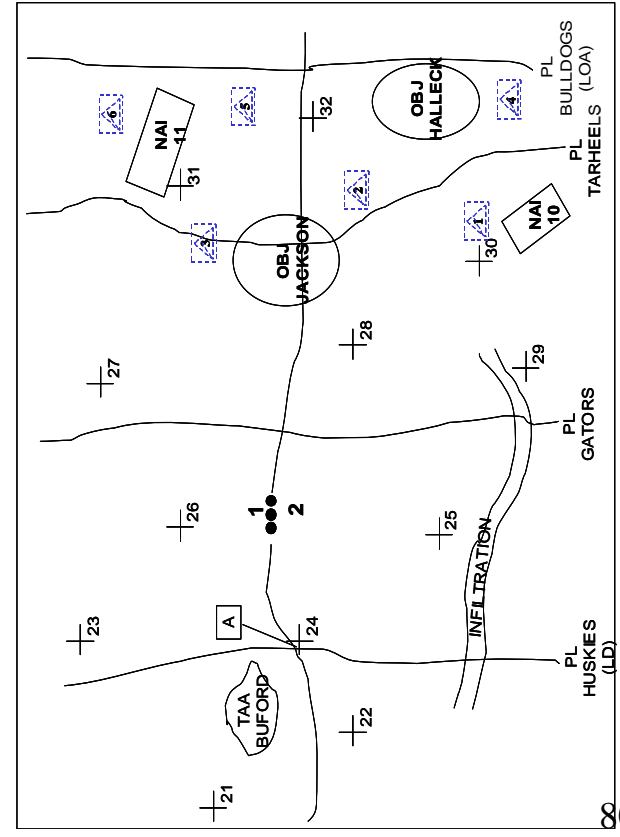 PL
BULLDOGS
(LOA)
PL
TARHEELS
PL
GATORS
PL
HUSKIES
(LD)
OBJ
HALLECK
4
32
5
6
NAI
11
31
2
1
NAI
10
30
3
OBJ
JACKSON
28
29
27
1
2
26
25
INFILTRATION
23
A
24
TAA
BUFORD
22
21
8